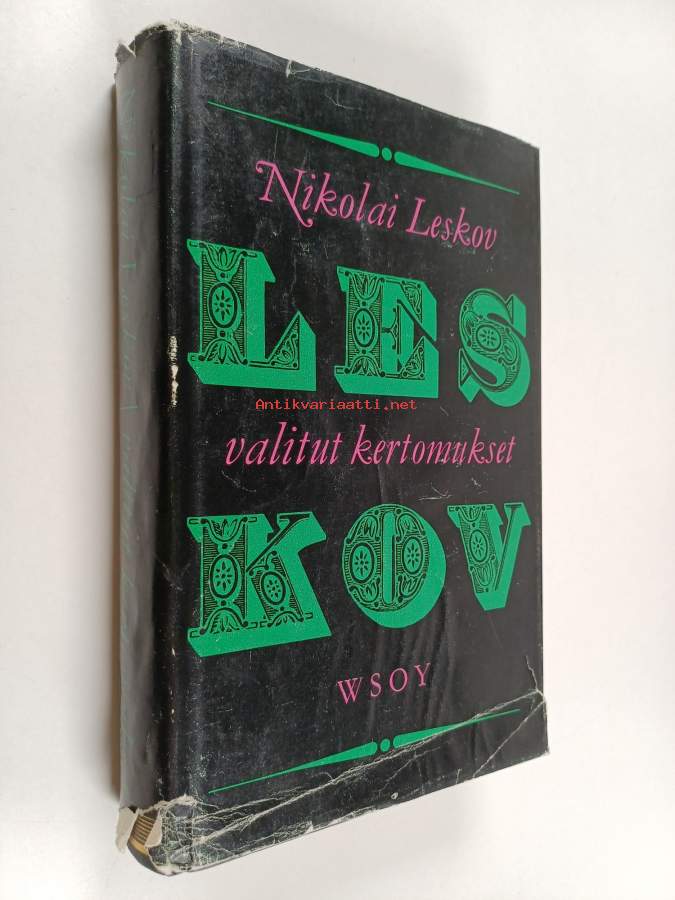 Nikolai Leskov
LES
Antikvariaatti.net
valitut kertomukset
KOV
WSOY